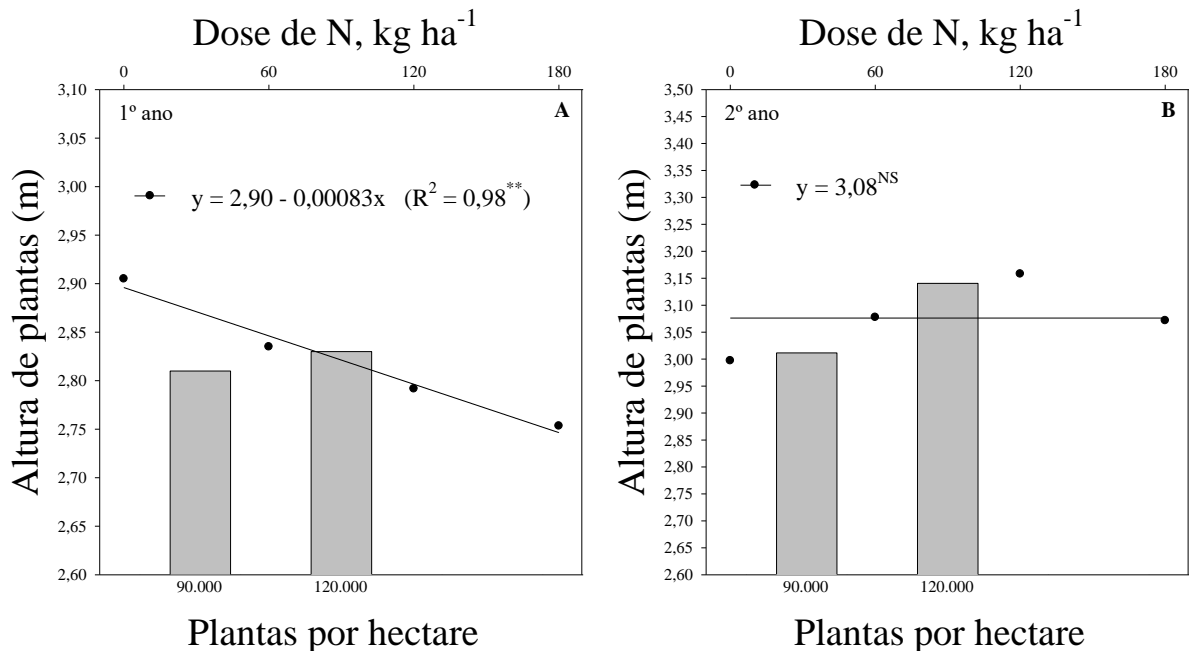 Dose de N, kg ha-1
0 60 120 180
3,10
3,05
3,00
2,95
2,90
2,85
2,80
2,75
2,70
2,65
2,60
1º ano A
y = 2,90 - 0,00083x (R2 = 0,98**)
Altura de plantas (m)
90.000 120.000
Plantas por hectare
Dose de N, kg ha-1
0 60 120 180
3,50
3,45
3,40
3,35
3,30
3,25
3,20
3,15
3,10
3,05
3,00
2,95
2,90
2,85
2,80
2,75
2,70
2,65
2,60
2º ano B
y = 3,08NS
Altura de plantas (m)
90.000 120.000
Plantas por hectare